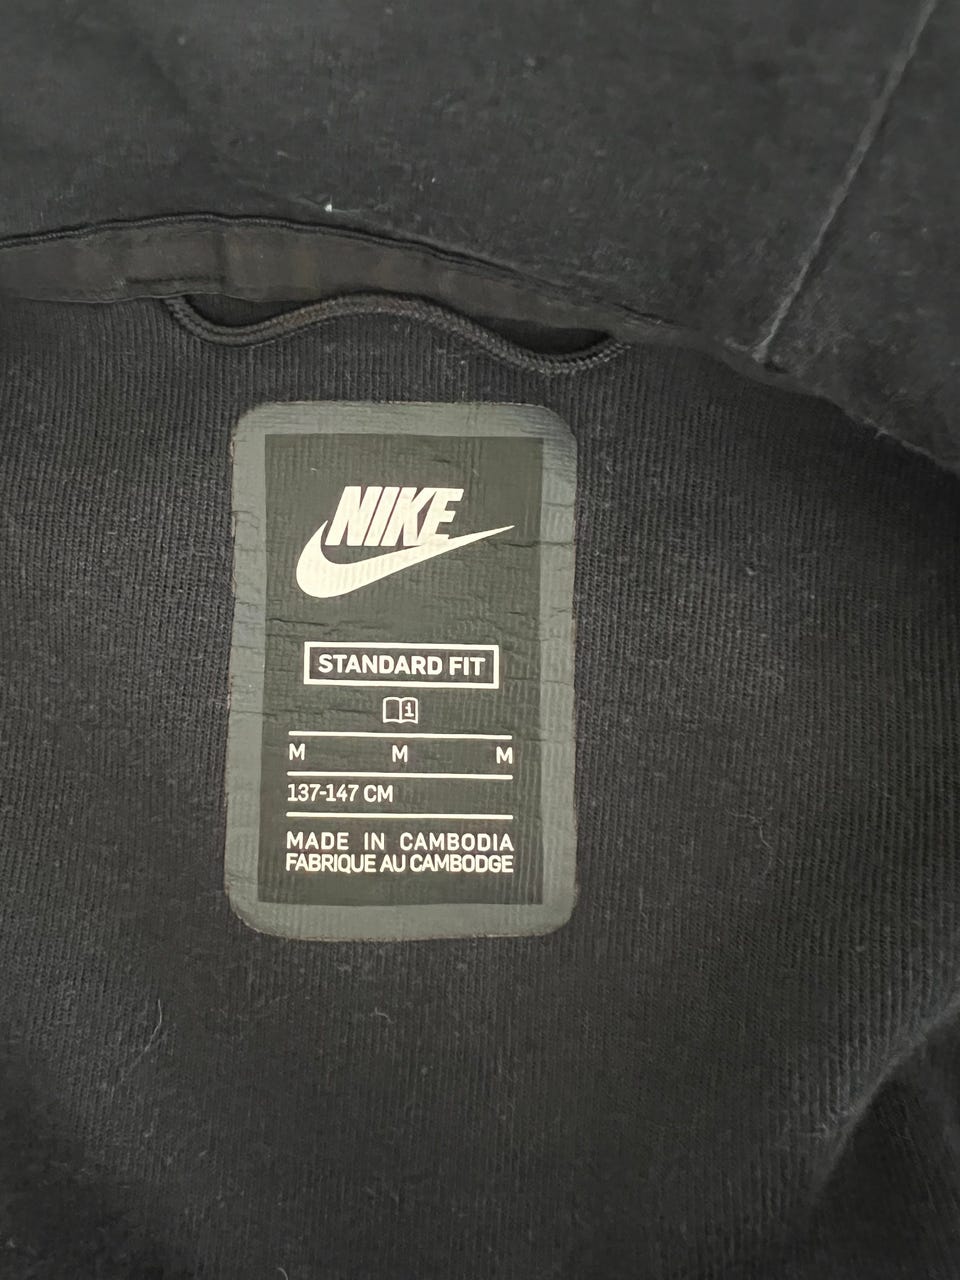 NIKE
STANDARD FIT
i
M M M
137-147 CM
MADE IN CAMBODIA
FABRIQUE AU CAMBODGE